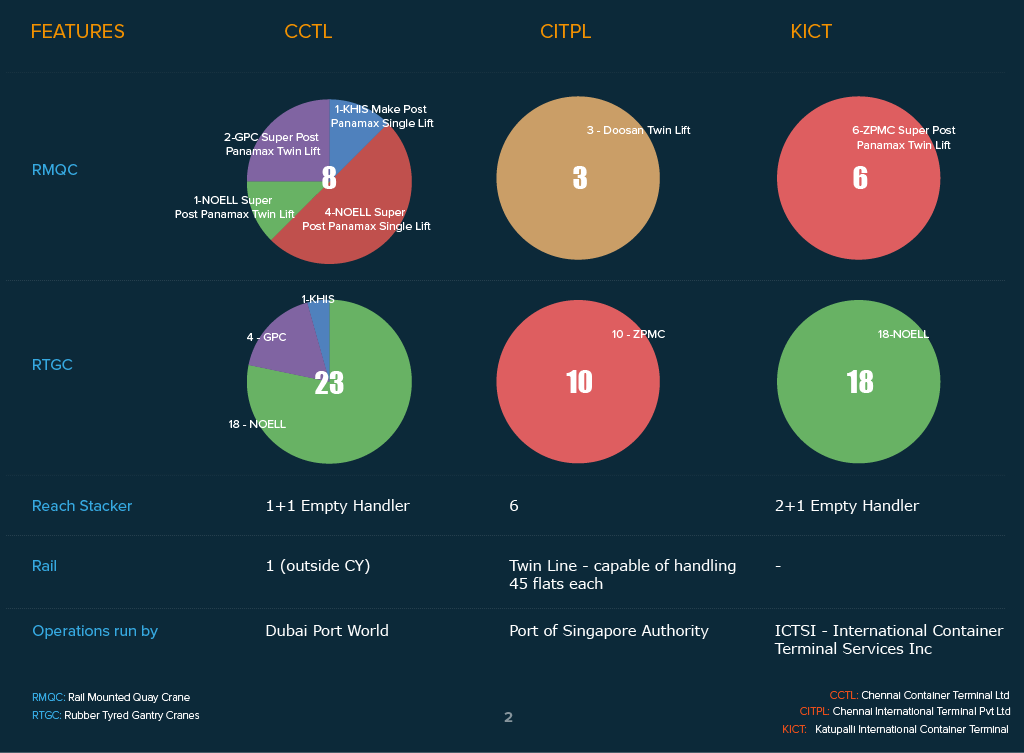 FEATURES CCTL CITPL KICT
RMQC
1-KHIS Make Post
Panamax Single Lift
2-GPC Super Post
Panamax Twin Lift
8
1-NOELL Super
Post Panamax Twin Lift
4-NOELL Super
Post Panamax Single Lift
3 - Doosan Twin Lift
3
6-ZPMC Super Post
Panamax Twin Lift
6
RTGC
1-KHIS
4 - GPC
23
18 - NOELL
10 - ZPMC
10
18-NOELL
18
Reach Stacker 1+1 Empty Handler 6 2+1 Empty Handler
Rail 1 (outside CY) Twin Line - capable of handling -
45 flats each
Operations run by Dubai Port World Port of Singapore Authority ICTSI - International Container
Terminal Services Inc
RMQC: Rail Mounted Quay Crane
RTGC: Rubber Tyred Gantry Cranes
2
CCTL: Chennai Container Terminal Ltd
CITPL: Chennai International Terminal Pvt Ltd
KICT: Katupalli International Container Terminal